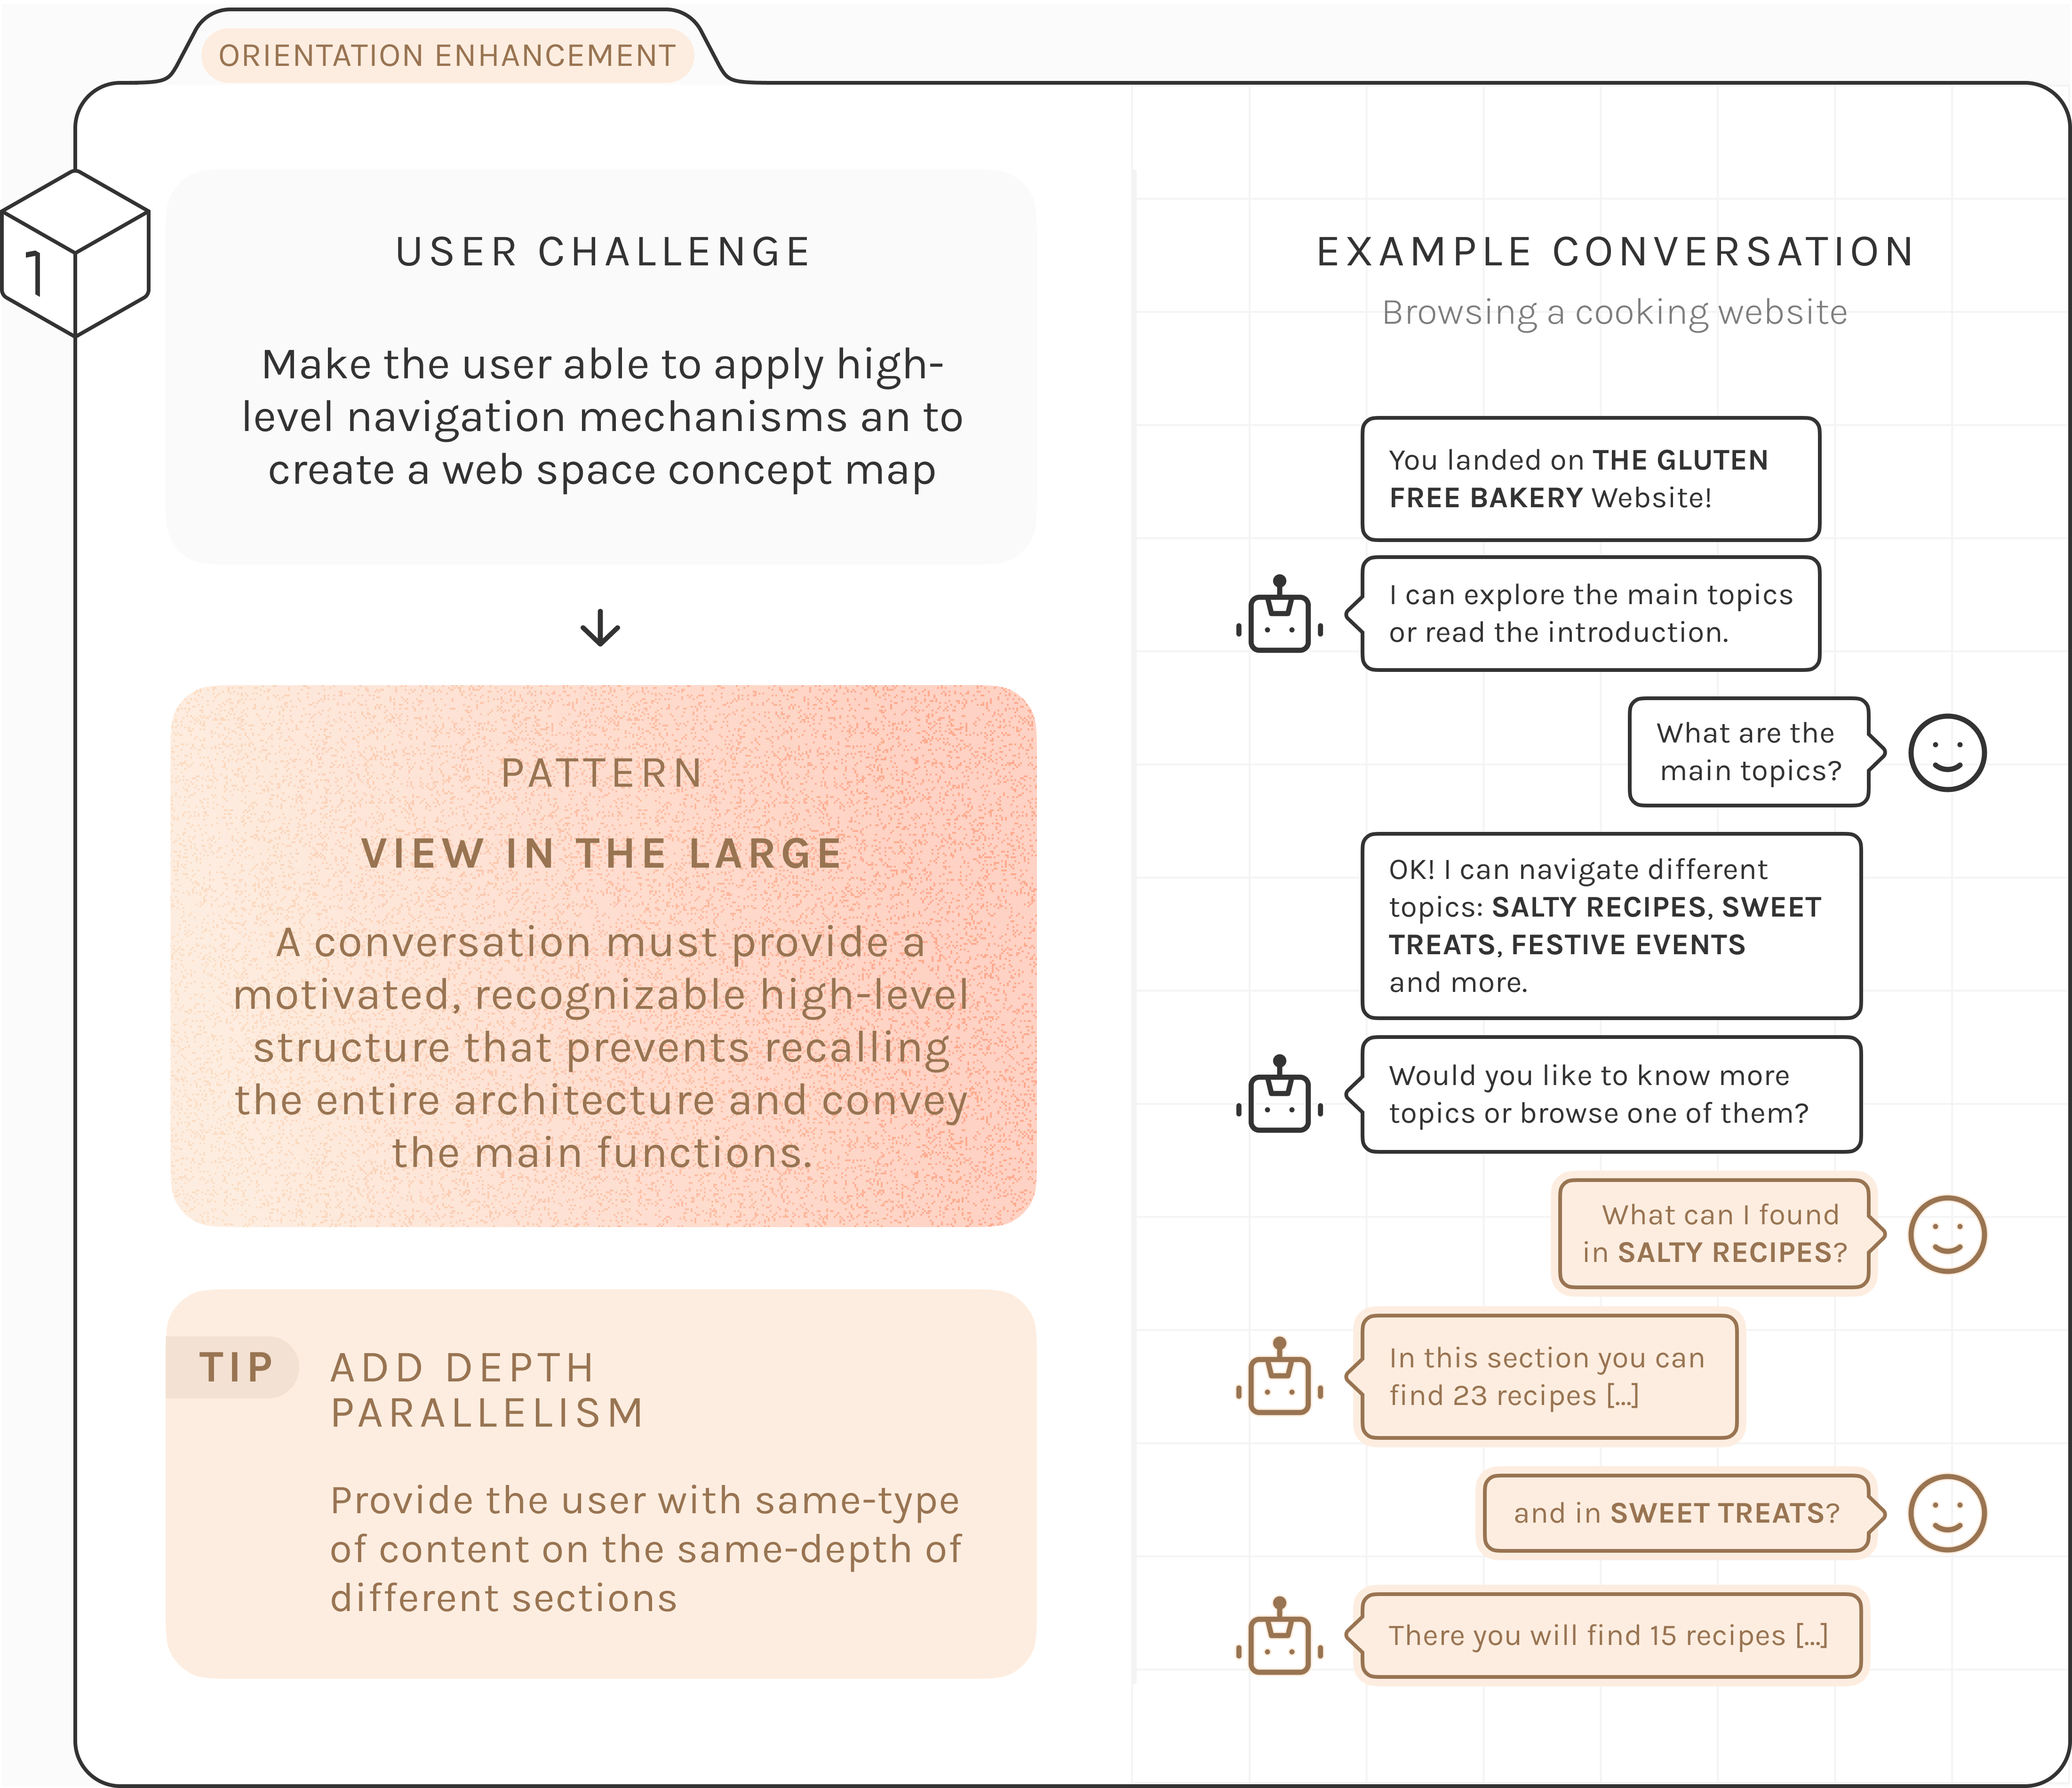 ORIENTATION ENHANCEMENT
1
USER CHALLENGE
Make the user able to apply high-
level navigation mechanisms an to
create a web space concept map
PATTERN
VIEW IN THE LARGE
A conversation must provide a
motivated, recognizable high-level
structure that prevents recalling
the entire architecture and convey
the main functions.
TIP
ADD DEPTH
PARALLELISM
Provide the user with same-type
of content on the same-depth of
different sections
EXAMPLE CONVERSATION
Browsing a cooking website
You landed on THE GLUTEN
FREE BAKERY Website!
I can explore the main topics
or read the introduction.
What are the
main topics?
OK! I can navigate different
topics: SALTY RECIPES, SWEET
TREATS, FESTIVE EVENTS
and more.
Would you like to know more
topics or browse one of them?
What can I found
in SALTY RECIPES?
In this section you can
find 23 recipes [...]
and in SWEET TREATS?
There you will find 15 recipes [...]